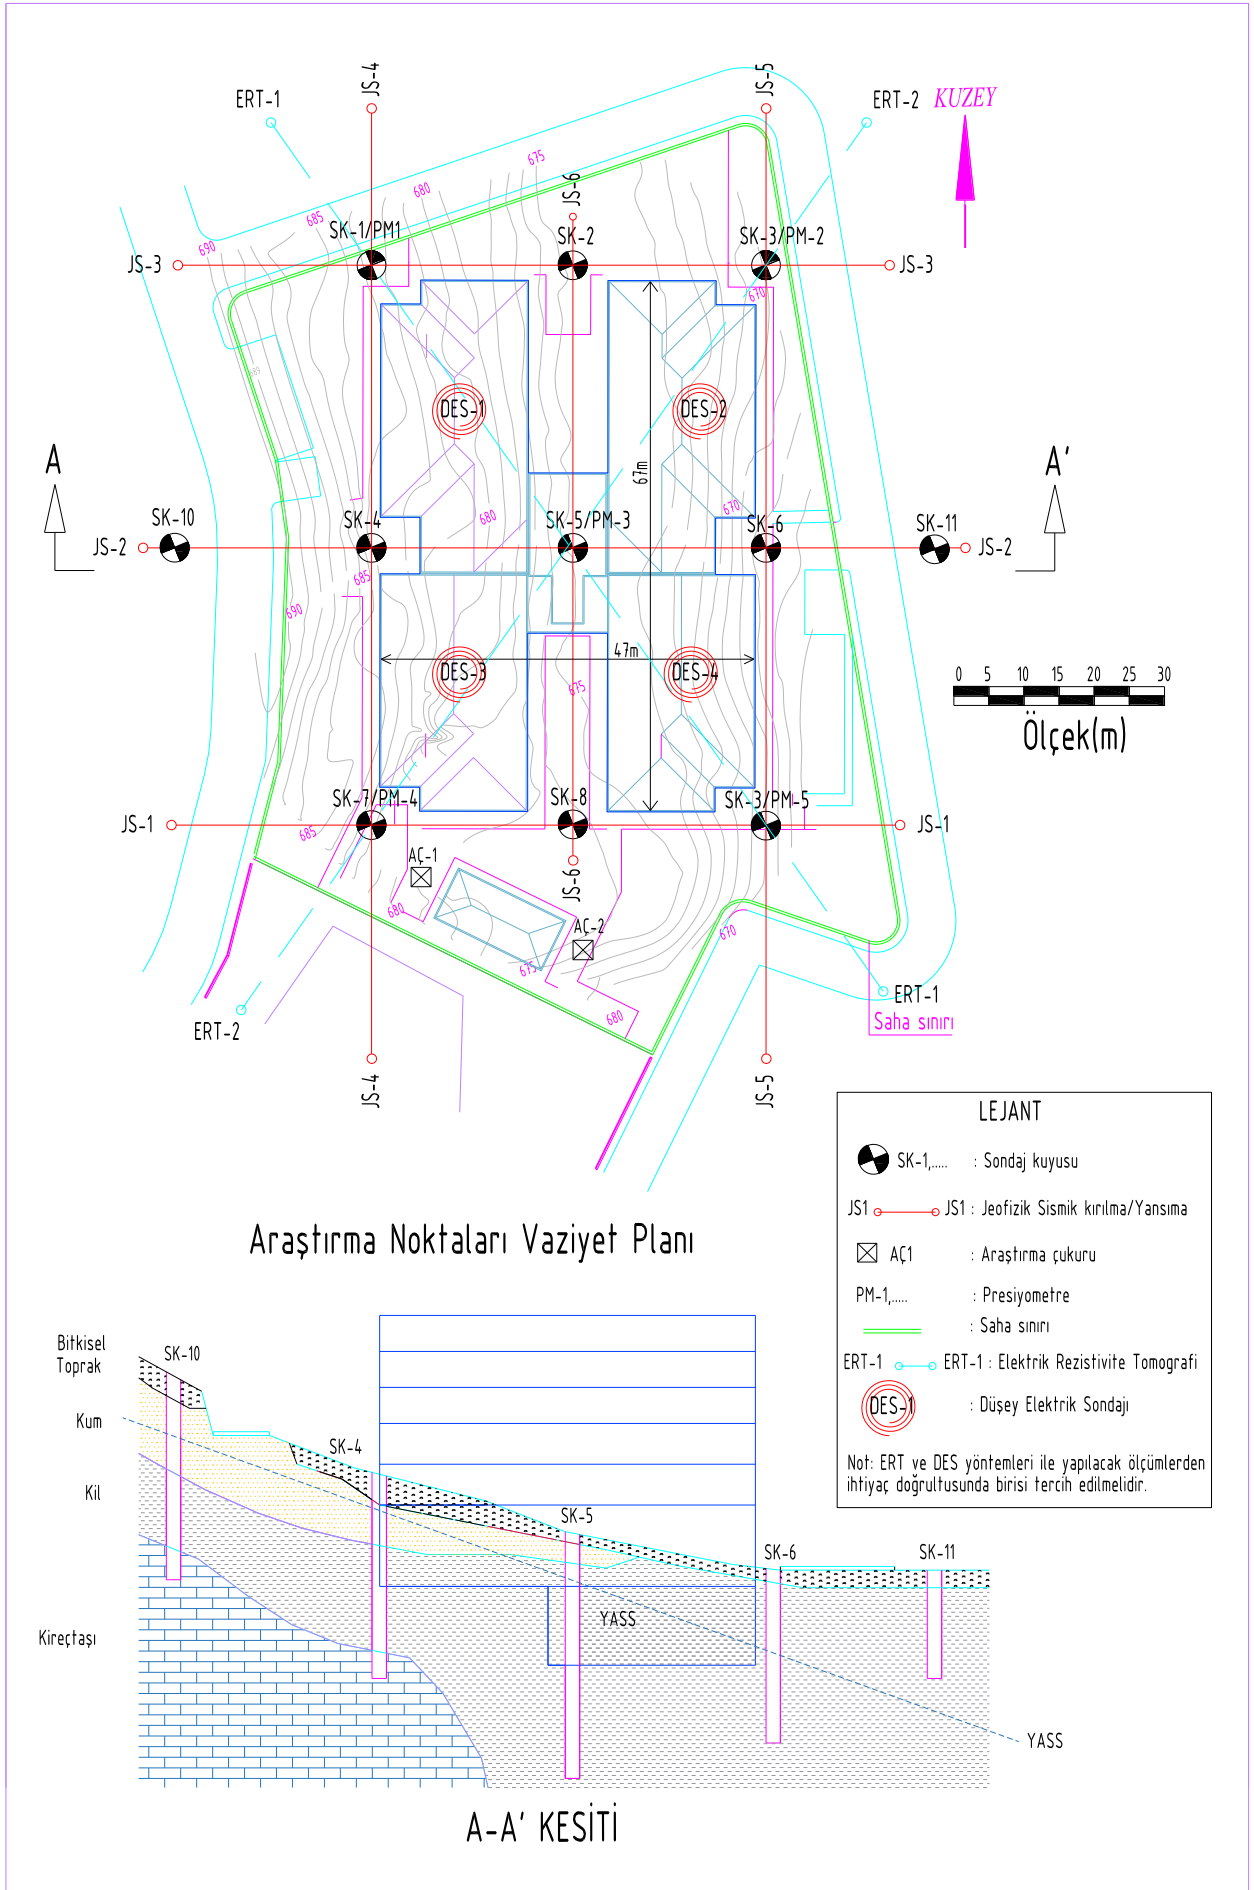 JS-4
JS-5
ERT-1
ERT-2
KUZEY
675
680
685
690
JS-6
SK-1/PM1
SK-2
SK-3/PM-2
JS-3
JS-3
670
689
DES-1
DES-2
67m
A
A'
680
670
SK-10
SK-4
SK-5/PM-3
SK-6
SK-11
JS-2
JS-2
685
690
47m
DES-3
DES-4
675
0 5 10 15 20 25 30
Ölçek(m)
SK-7/PM-4
SK-8
SK-3/PM-5
JS-1
JS-1
685
AÇ-1
JS-6
680
AÇ-2
670
675
ERT-1
680
Saha sınırı
ERT-2
JS-4
JS-5
LEJANT
SK-1,..... : Sondaj kuyusu
JS1 JS1 : Jeofizik Sismik kırılma/Yansıma
AÇ1 : Araştırma çukuru
PM-1,..... : Presiyometre
: Saha sınırı
ERT-1 ERT-1 : Elektrik Rezistivite Tomografi
DES-1 : Düşey Elektrik Sondajı
Not: ERT ve DES yöntemleri ile yapılacak ölçümlerden
ihtiyaç doğrultusunda birisi tercih edilmelidir.
Araştırma Noktaları Vaziyet Planı
Bitkisel
Toprak
SK-10
Kum
SK-4
Kil
SK-5
SK-6
SK-11
YASS
Kireçtaşı
YASS
A-A' KESİTİ